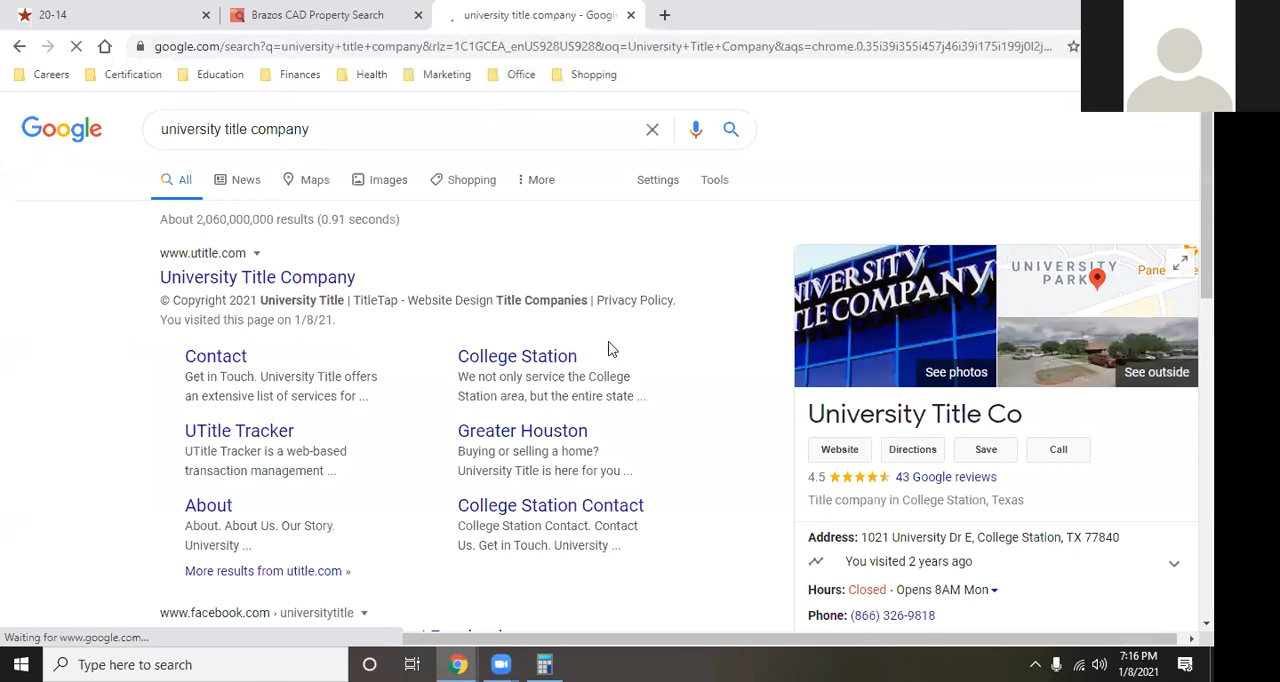 20-14
Brazos CAD Property Search
university title company - Goog
google.com/search?q=university+title+company&rlz=1C1GCEA_enUS928US928&oq=University+Title+Company&aqs=chrome.0.35i39i355i457j46i39i175i199j0l2j...
Careers
Certification
Education
Finances
Health
Marketing
Office
Shopping
Google
university title company
All
News
Maps
Images
Shopping
More
Settings
Tools
About 2,060,000,000 results (0.91 seconds)
www.utitle.com
University Title Company
© Copyright 2021 University Title | TitleTap - Website Design Title Companies | Privacy Policy.
You visited this page on 1/8/21.
Contact
Get in Touch. University Title offers
an extensive list of services for ...
College Station
We not only service the College
Station area, but the entire state ...
UTitle Tracker
UTitle Tracker is a web-based
transaction management ...
Greater Houston
Buying or selling a home?
University Title is here for you ...
About
About. About Us. Our Story.
University ...
College Station Contact
College Station Contact. Contact
Us. Get in Touch. University ...
More results from utitle.com »
www.facebook.com › universitytitle
NIVERSITY
TLE COMPANY
See photos
UNIVERSITY
PARK
Pane
See outside
University Title Co
Website
Directions
Save
Call
4.5
43 Google reviews
Title company in College Station, Texas
Address: 1021 University Dr E, College Station, TX 77840
You visited 2 years ago
Hours: Closed · Opens 8AM Mon
Phone: (866) 326-9818
Waiting for www.google.com...
Type here to search
7:16 PM
1/8/2021